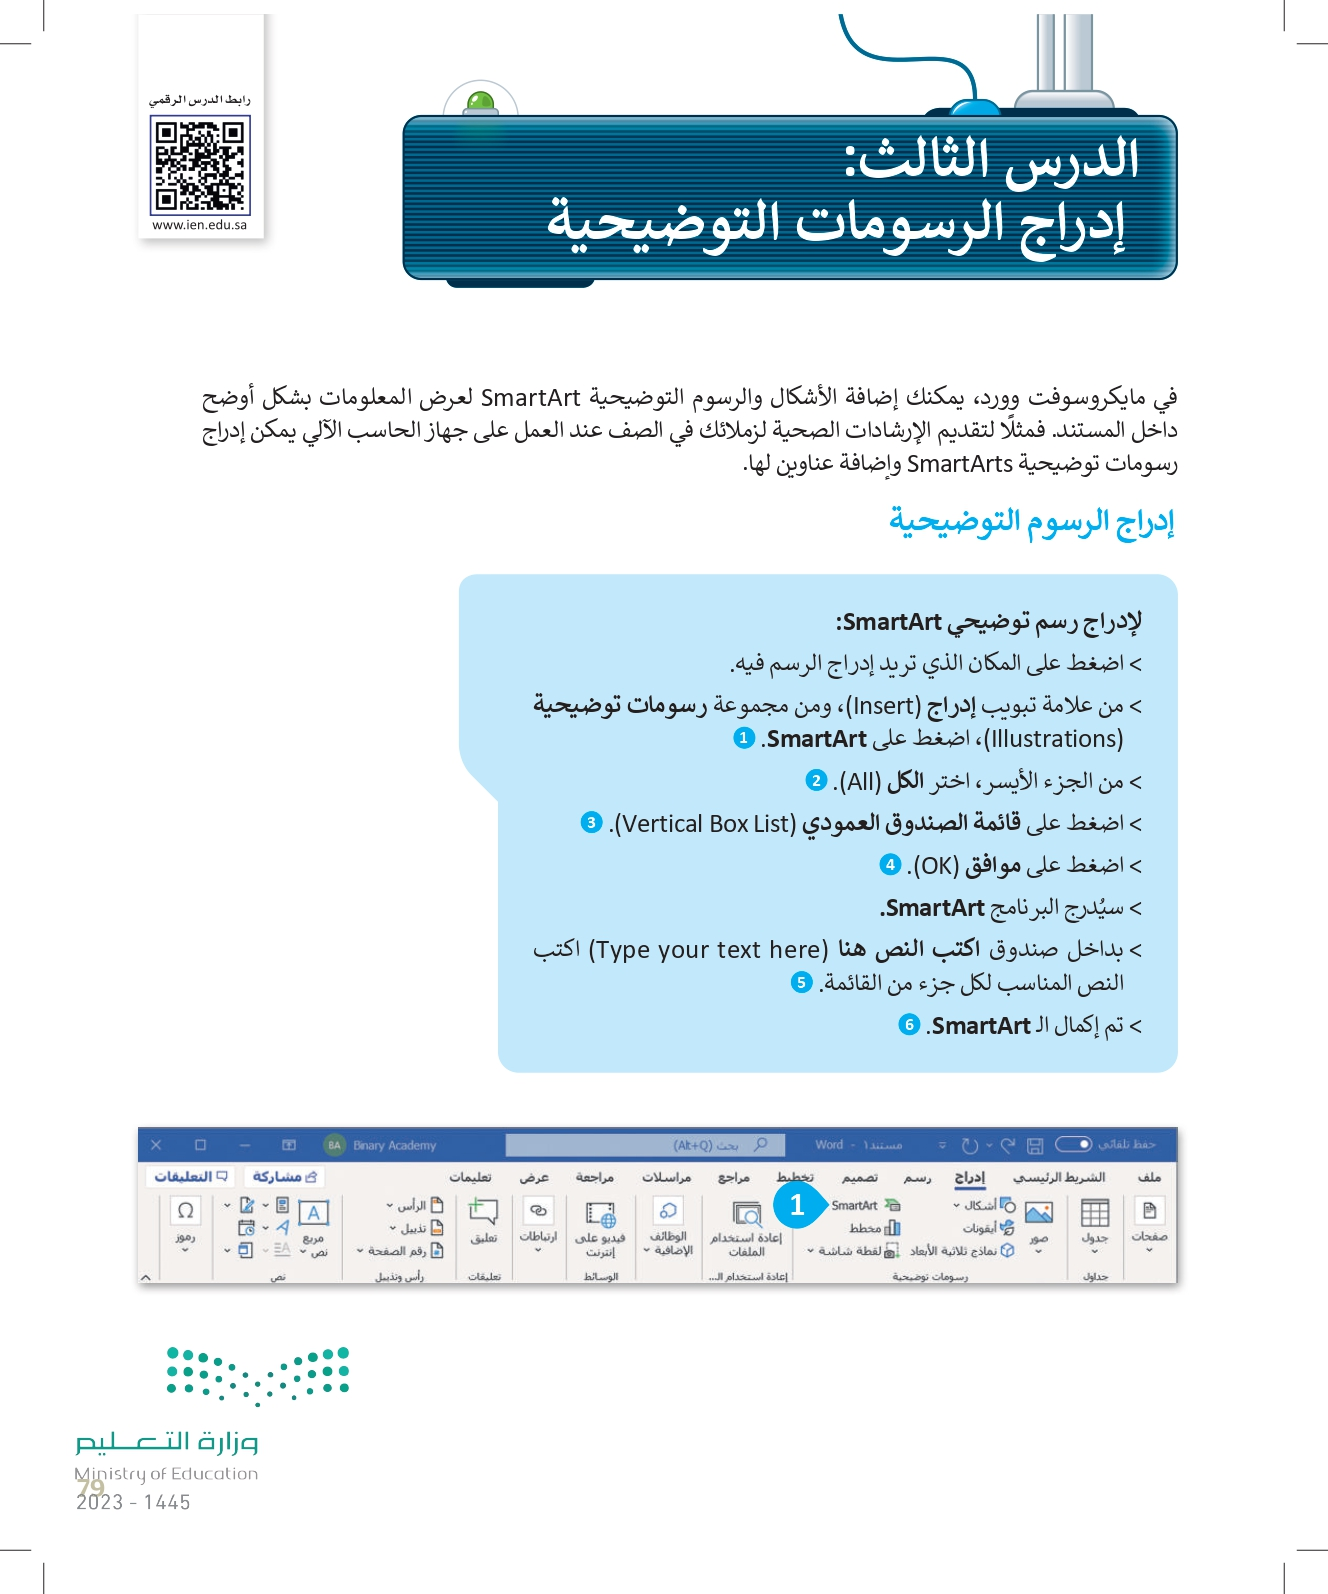 رابط الدرس الرقمي
www.ien.edu.sa
الدرس الثالث:
إدراج الرسومات التوضيحية
في مايكروسوفت وورد، يمكنك إضافة الأشكال والرسوم التوضيحية SmartArt لعرض المعلومات بشكل أوضح
داخل المستند. فمثلًا لتقديم الإرشادات الصحية لزملائك في الصف عند العمل على جهاز الحاسب الآلي يمكن إدراج
رسومات توضيحية SmartArts وإضافة عناوين لها.
إدراج الرسوم التوضيحية
لإدراج رسم توضيحي SmartArt:
> اضغط على المكان الذي تريد إدراج الرسم فيه.
> من علامة تبويب إدراج (Insert)، ومن مجموعة رسومات توضيحية
(Illustrations)، اضغط على SmartArt. 1
> من الجزء الأيسر، اختر الكل (All). 2
> اضغط على قائمة الصندوق العمودي (Vertical Box List). 3
> اضغط على موافق (OK). 4
> سيُدرج البرنامج SmartArt.
> بداخل صندوق اكتب النص هنا (Type your text here) اكتب
النص المناسب لكل جزء من القائمة. 5
> تم إكمال الـ SmartArt. 6
حفظ تلقائي مستند١ - Word بحث (Alt+Q) Binary Academy BA
ملف الشريط الرئيسي إدراج رسم تصميم تخطيط مراجع مراسلات مراجعة عرض تعليمات مشاركة التعليقات
صفحات جدول صور أشكال SmartArt 1 إعادة استخدام الوظائف فيديو على ارتباطات تعليق الرأس مربع رموز
أيقونات مخطط الملفات الإضافية إنترنت تذييل نص
نماذج ثلاثية الأبعاد لقطة شاشة رقم الصفحة
جداول رسومات توضيحية إعادة استخدام الـ... الوسائط تعليقات رأس وتذييل نص
وزارة التعليم
Ministry of Education
79
2023 - 1445